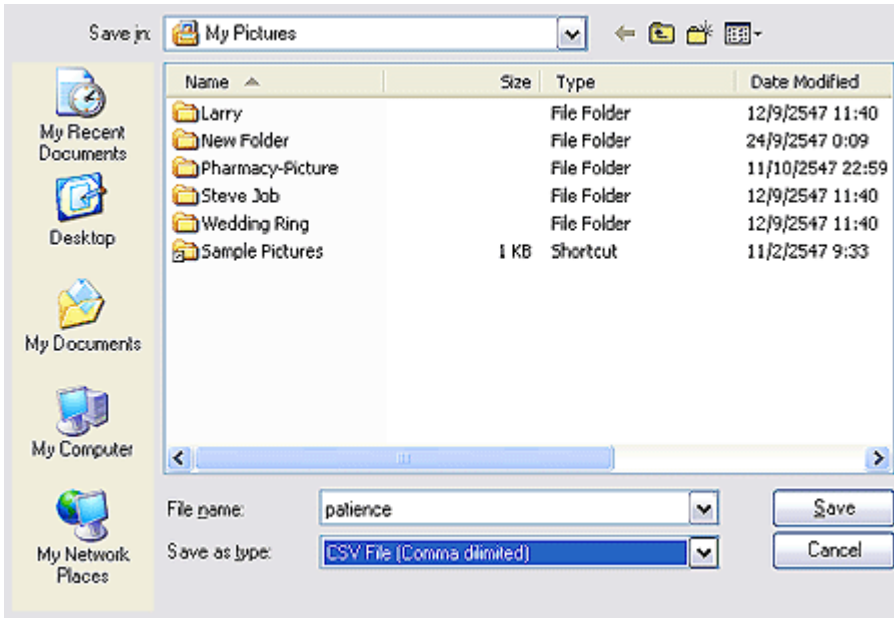 Save in: My Pictures
My Recent
Documents
Desktop
My Documents
My Computer
My Network
Places
Name Size Type Date Modified
Larry File Folder 12/9/2547 11:40
New Folder File Folder 24/9/2547 0:09
Pharmacy-Picture File Folder 11/10/2547 22:59
Steve Job File Folder 12/9/2547 11:40
Wedding Ring File Folder 12/9/2547 11:40
Sample Pictures 1 KB Shortcut 11/2/2547 9:33
File name: patience Save
Save as type: CSV File (Comma dilimited) Cancel